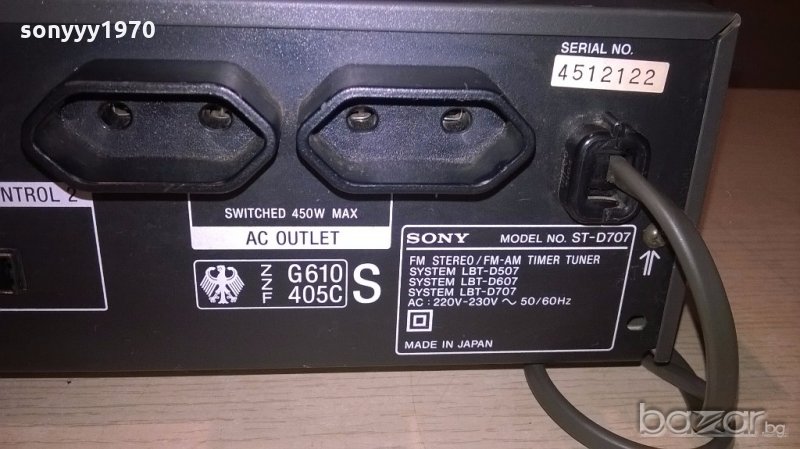 sonyyy1970
SERIAL NO.
4512122
NTROL 2
SWITCHED 450W MAX
AC OUTLET
Z Z F
G610
405C
S
SONY MODEL NO. ST-D707
FM STEREO/FM-AM TIMER TUNER
SYSTEM LBT-D507
SYSTEM LBT-D607
SYSTEM LBT-D707
AC : 220V-230V ~ 50/60Hz
MADE IN JAPAN
bazar.bg